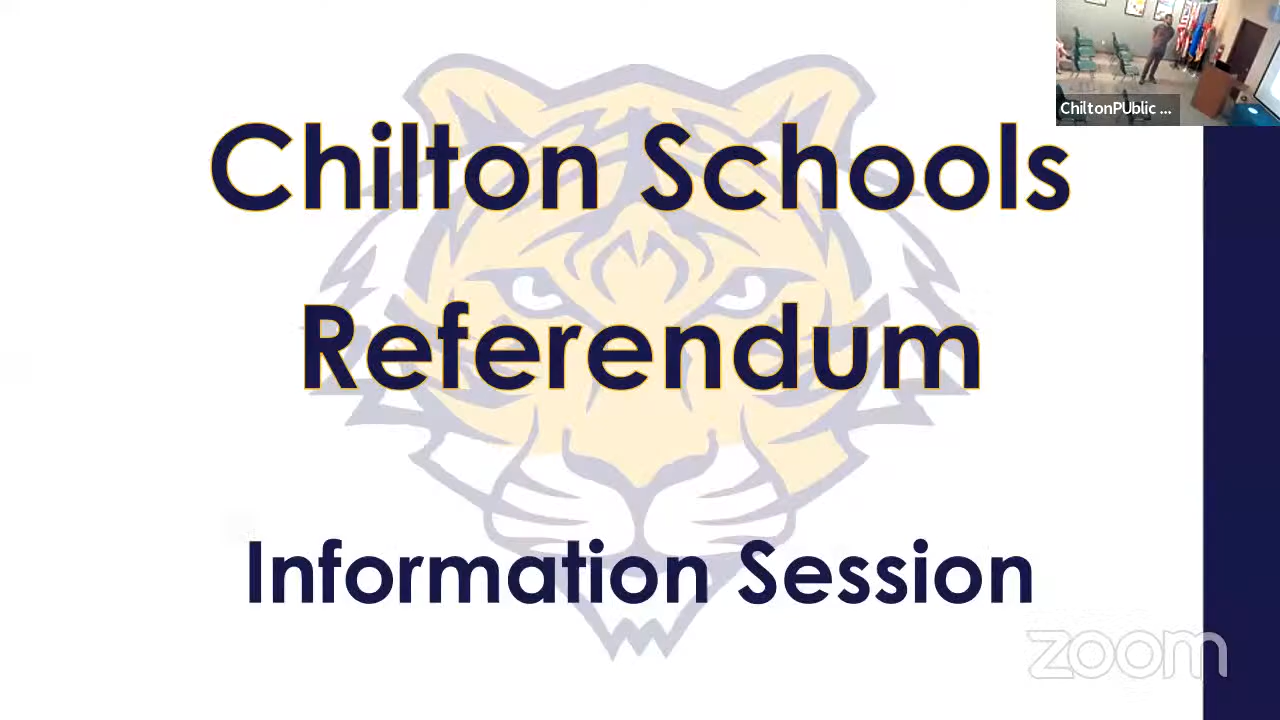 Chilton Schools
ChiltonPUblic ...
Referendum
Information Session
zoom